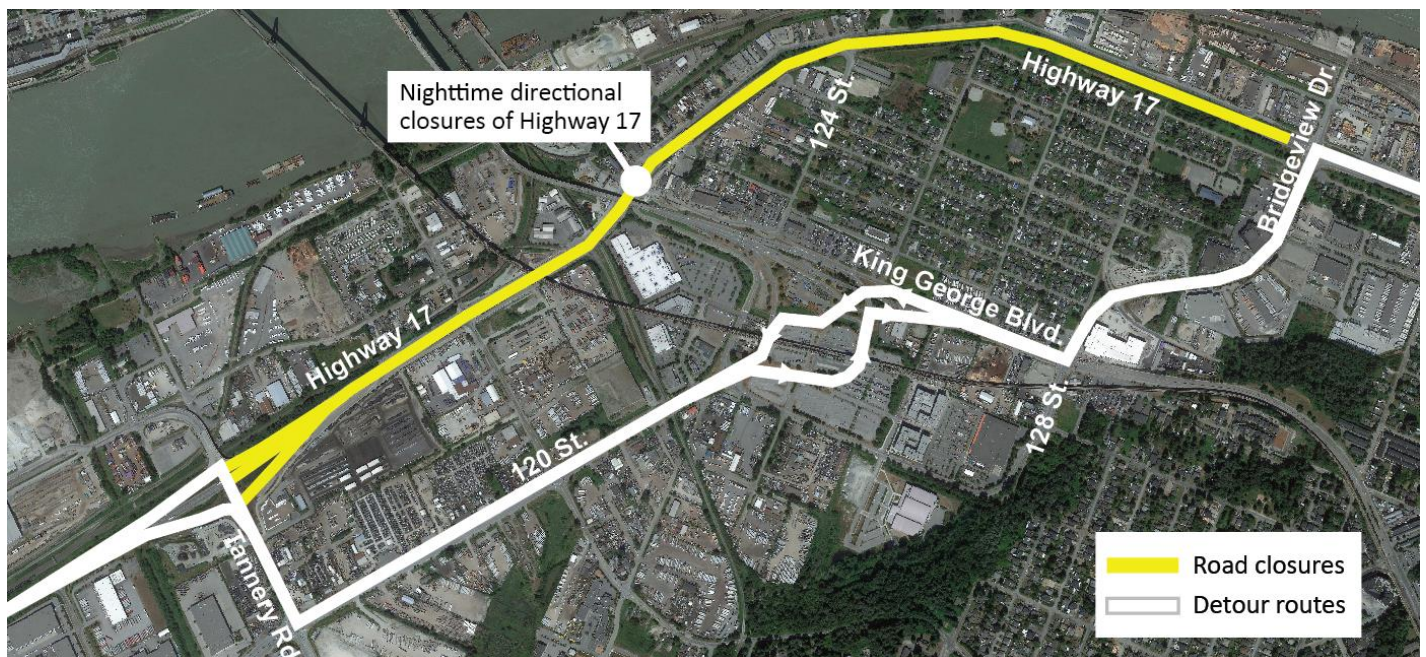 Nighttime directional
closures of Highway 17
124 St.
Highway 17
Bridgeview Dr.
King George Blvd.
Highway 17
128 St.
120 St.
Tannery Rd
Road closures
Detour routes